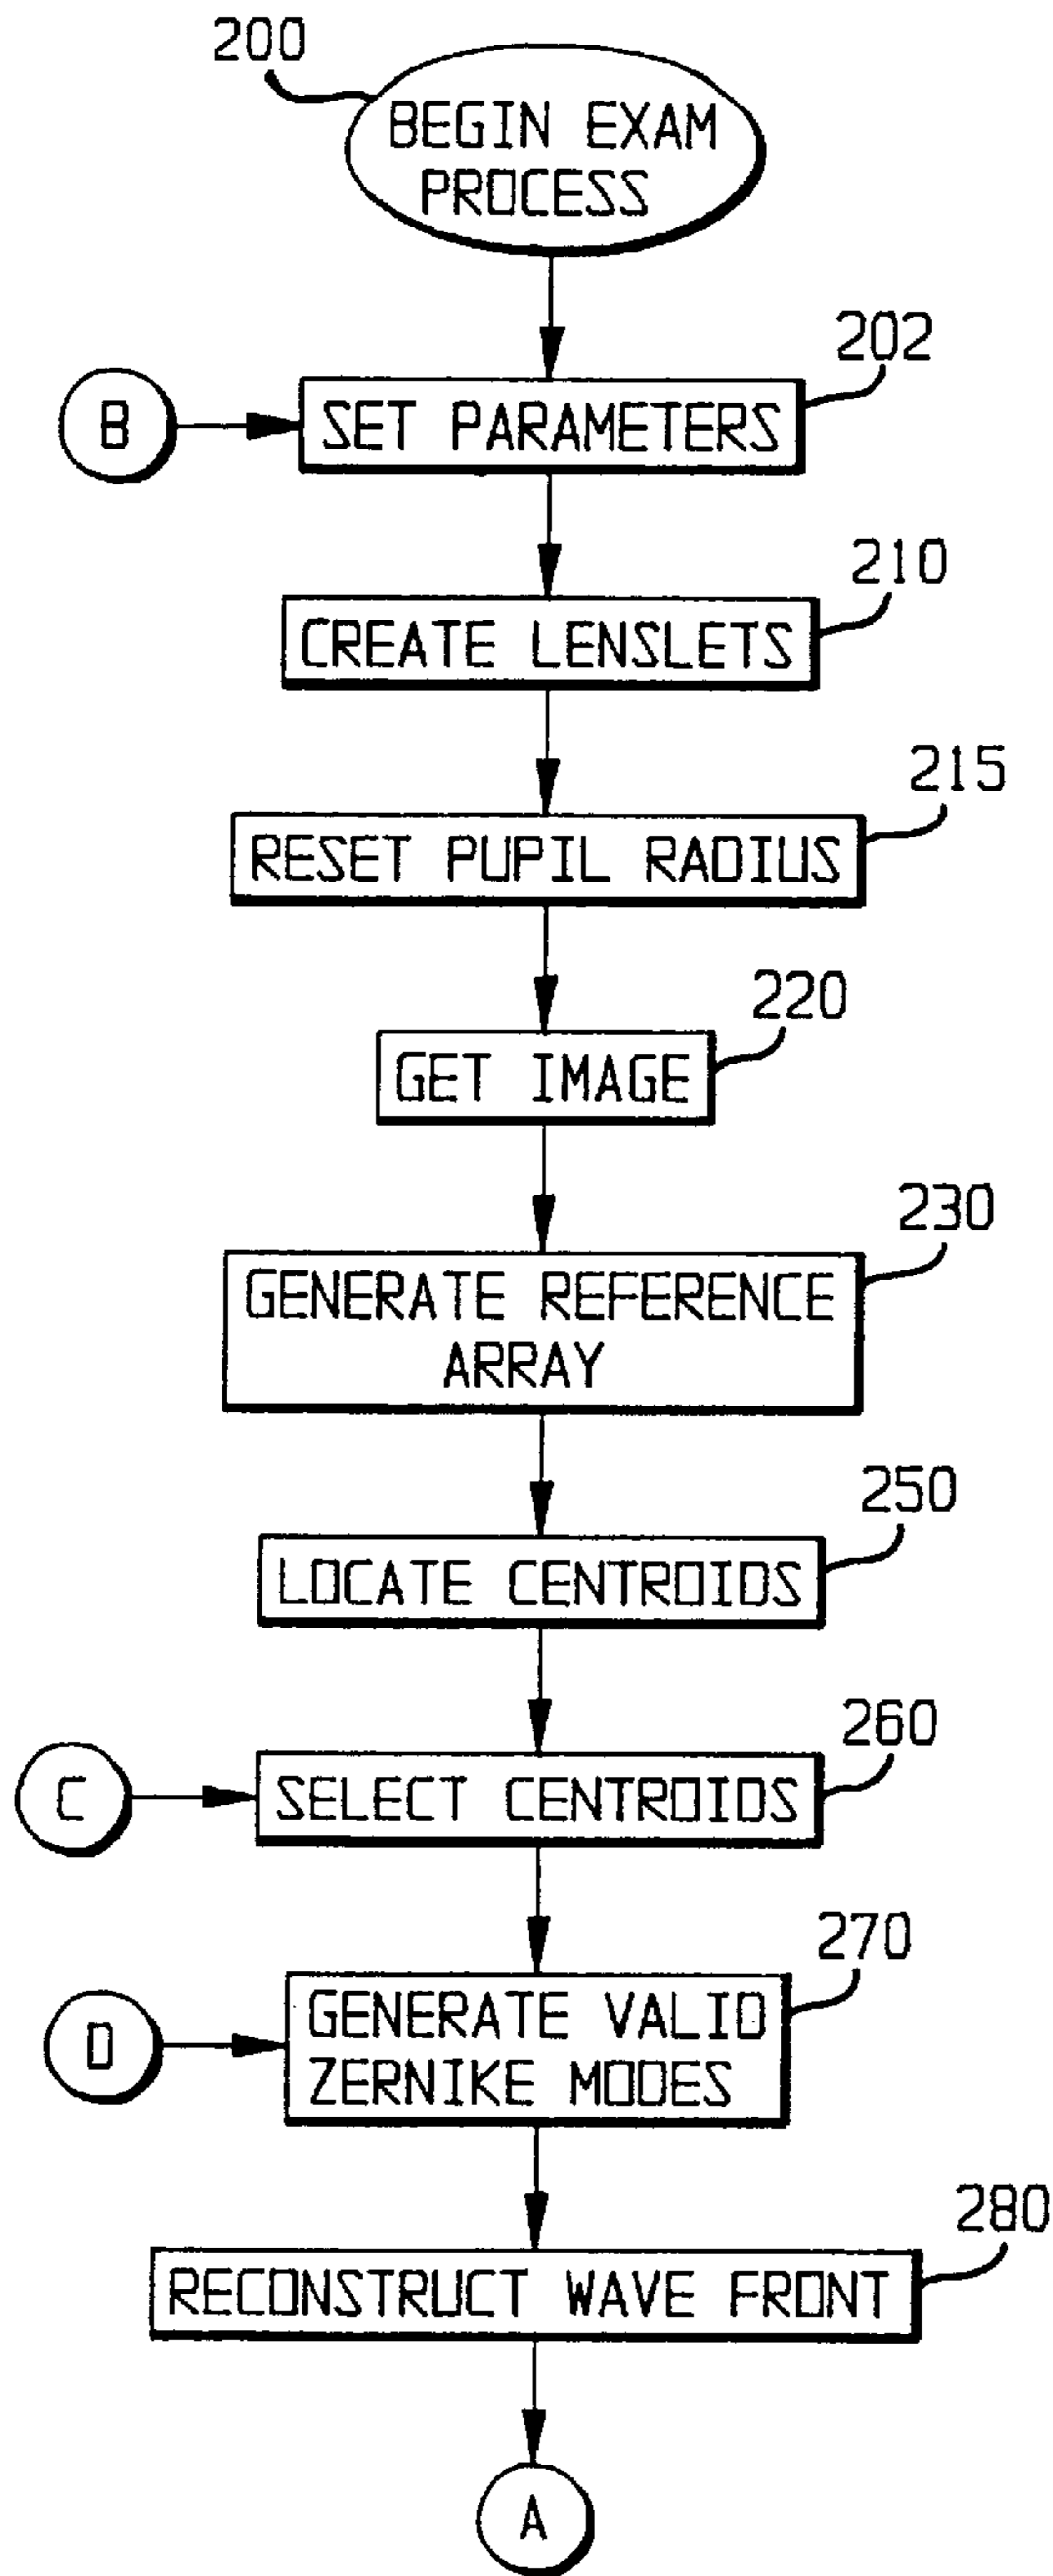 200
BEGIN EXAM
PROCESS
202
B
SET PARAMETERS
210
CREATE LENSLETS
215
RESET PUPIL RADIUS
220
GET IMAGE
230
GENERATE REFERENCE
ARRAY
250
LOCATE CENTROIDS
260
C
SELECT CENTROIDS
270
GENERATE VALID
D
ZERNIKE MODES
280
RECONSTRUCT WAVE FRONT
A